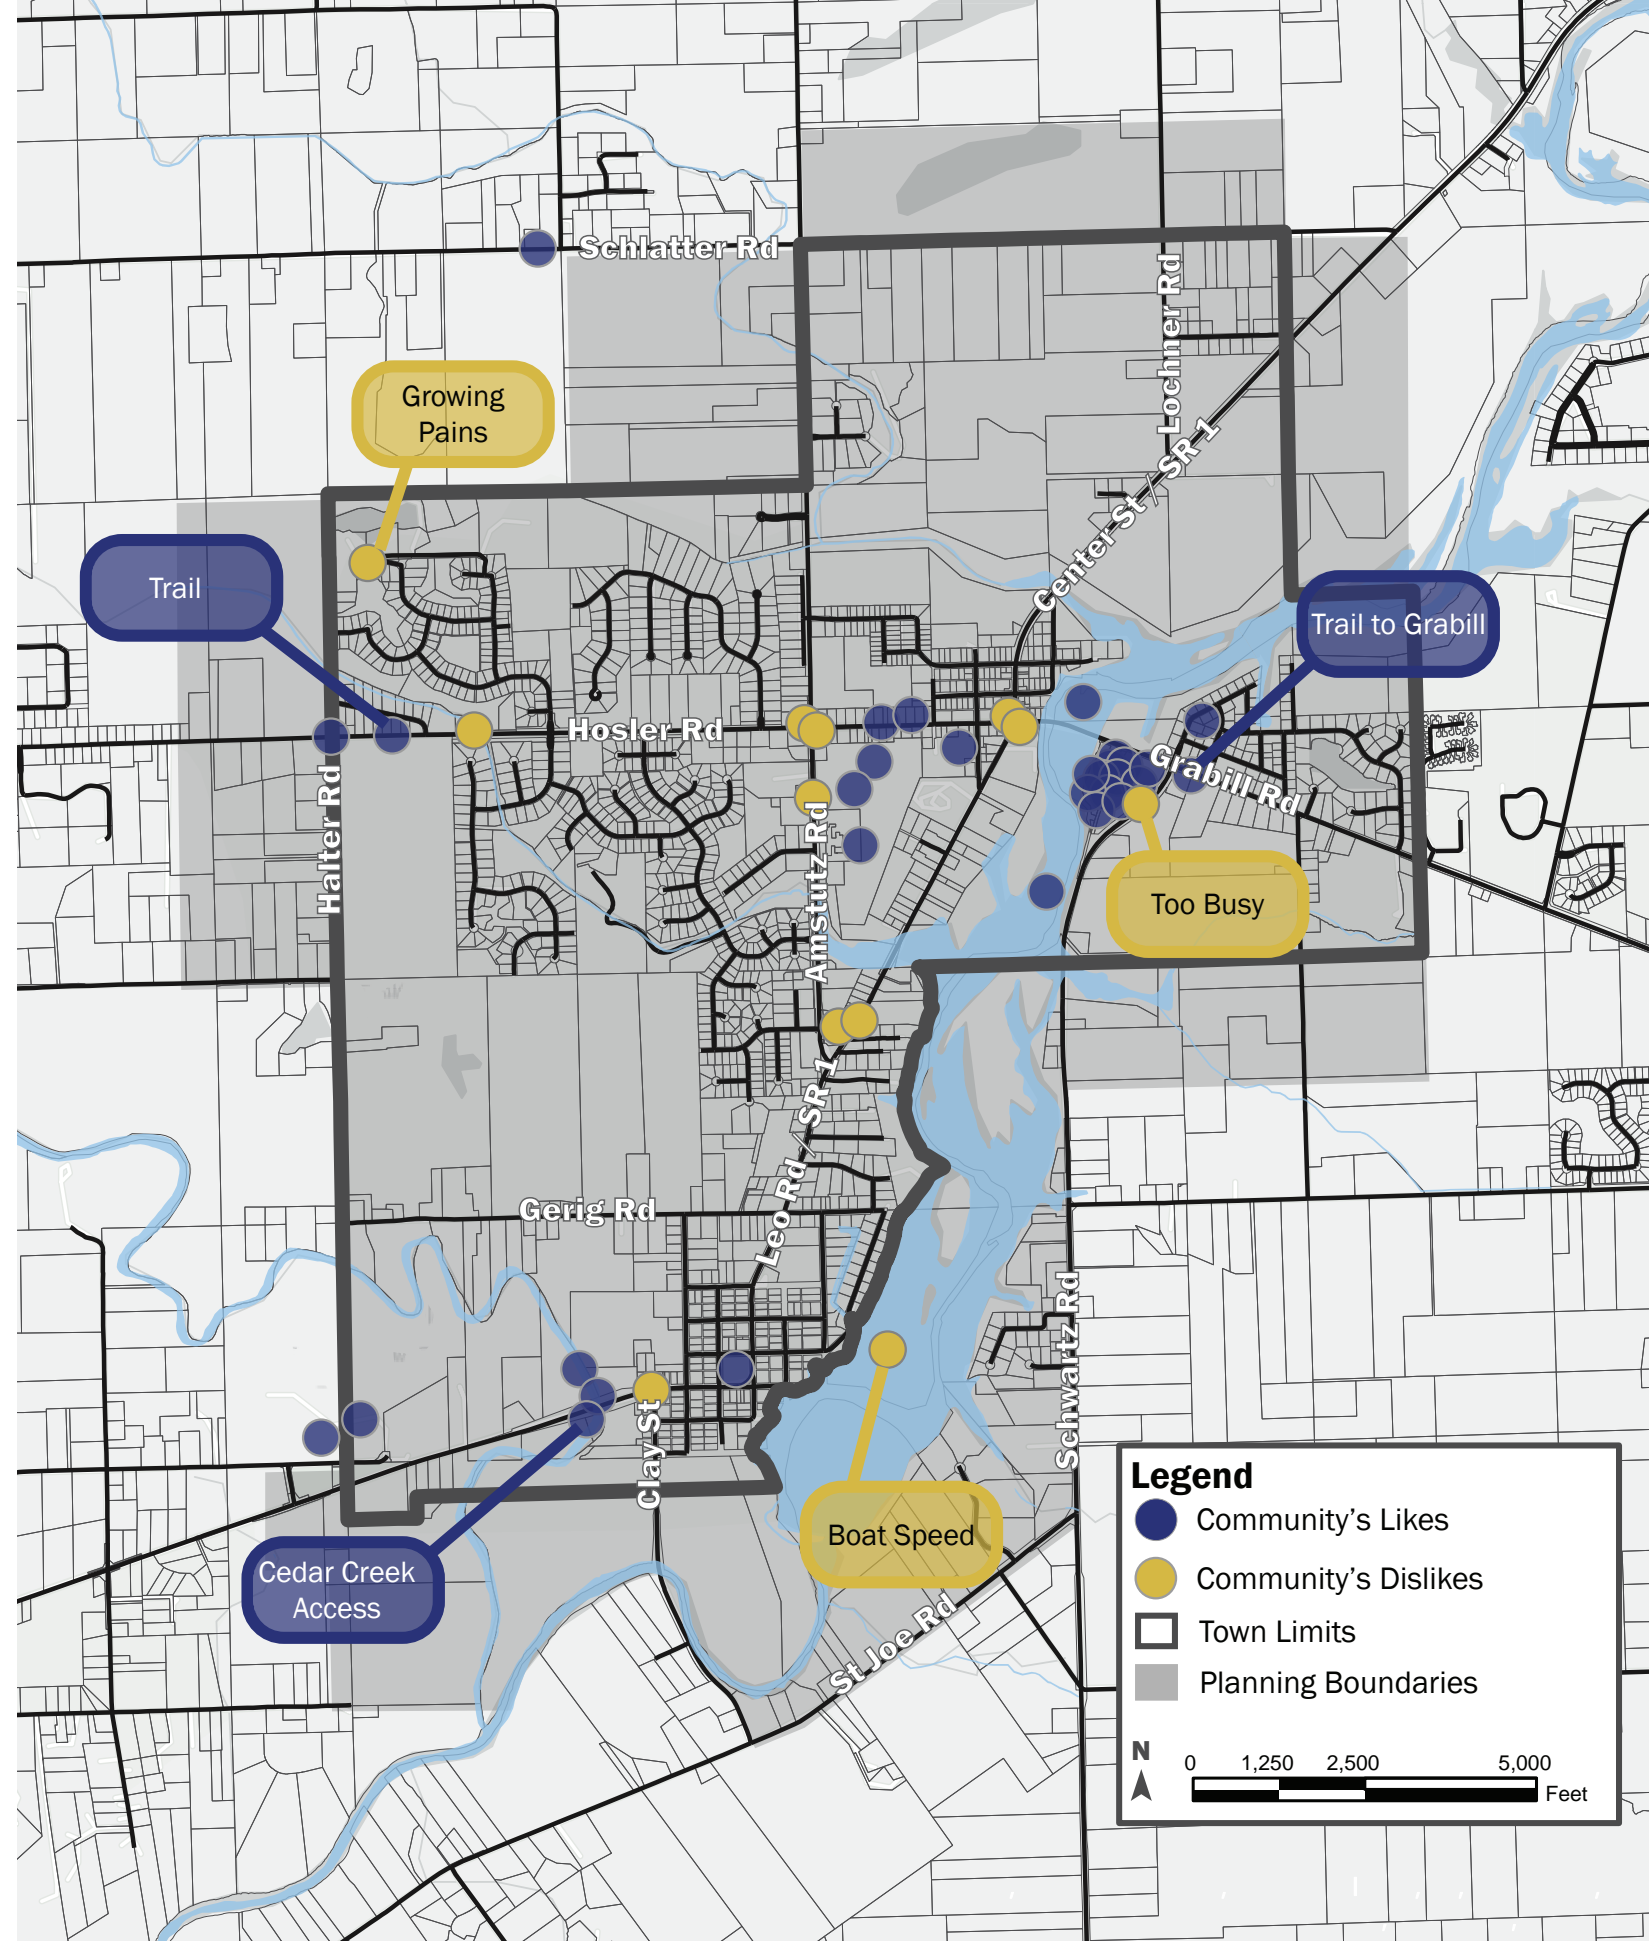 Schlatter Rd
Lochner Rd
Growing
Pains
Center St / SR 1
Trail
Trail to Grabill
Hosler Rd
Grabill Rd
Halter Rd
Amstutz Rd
Too Busy
Leo Rd / SR 1
Gerig Rd
Schwartz Rd
Clay St
Boat Speed
Cedar Creek
Access
St Joe Rd
Legend
Community's Likes
Community's Dislikes
Town Limits
Planning Boundaries
N
0 1,250 2,500 5,000
Feet